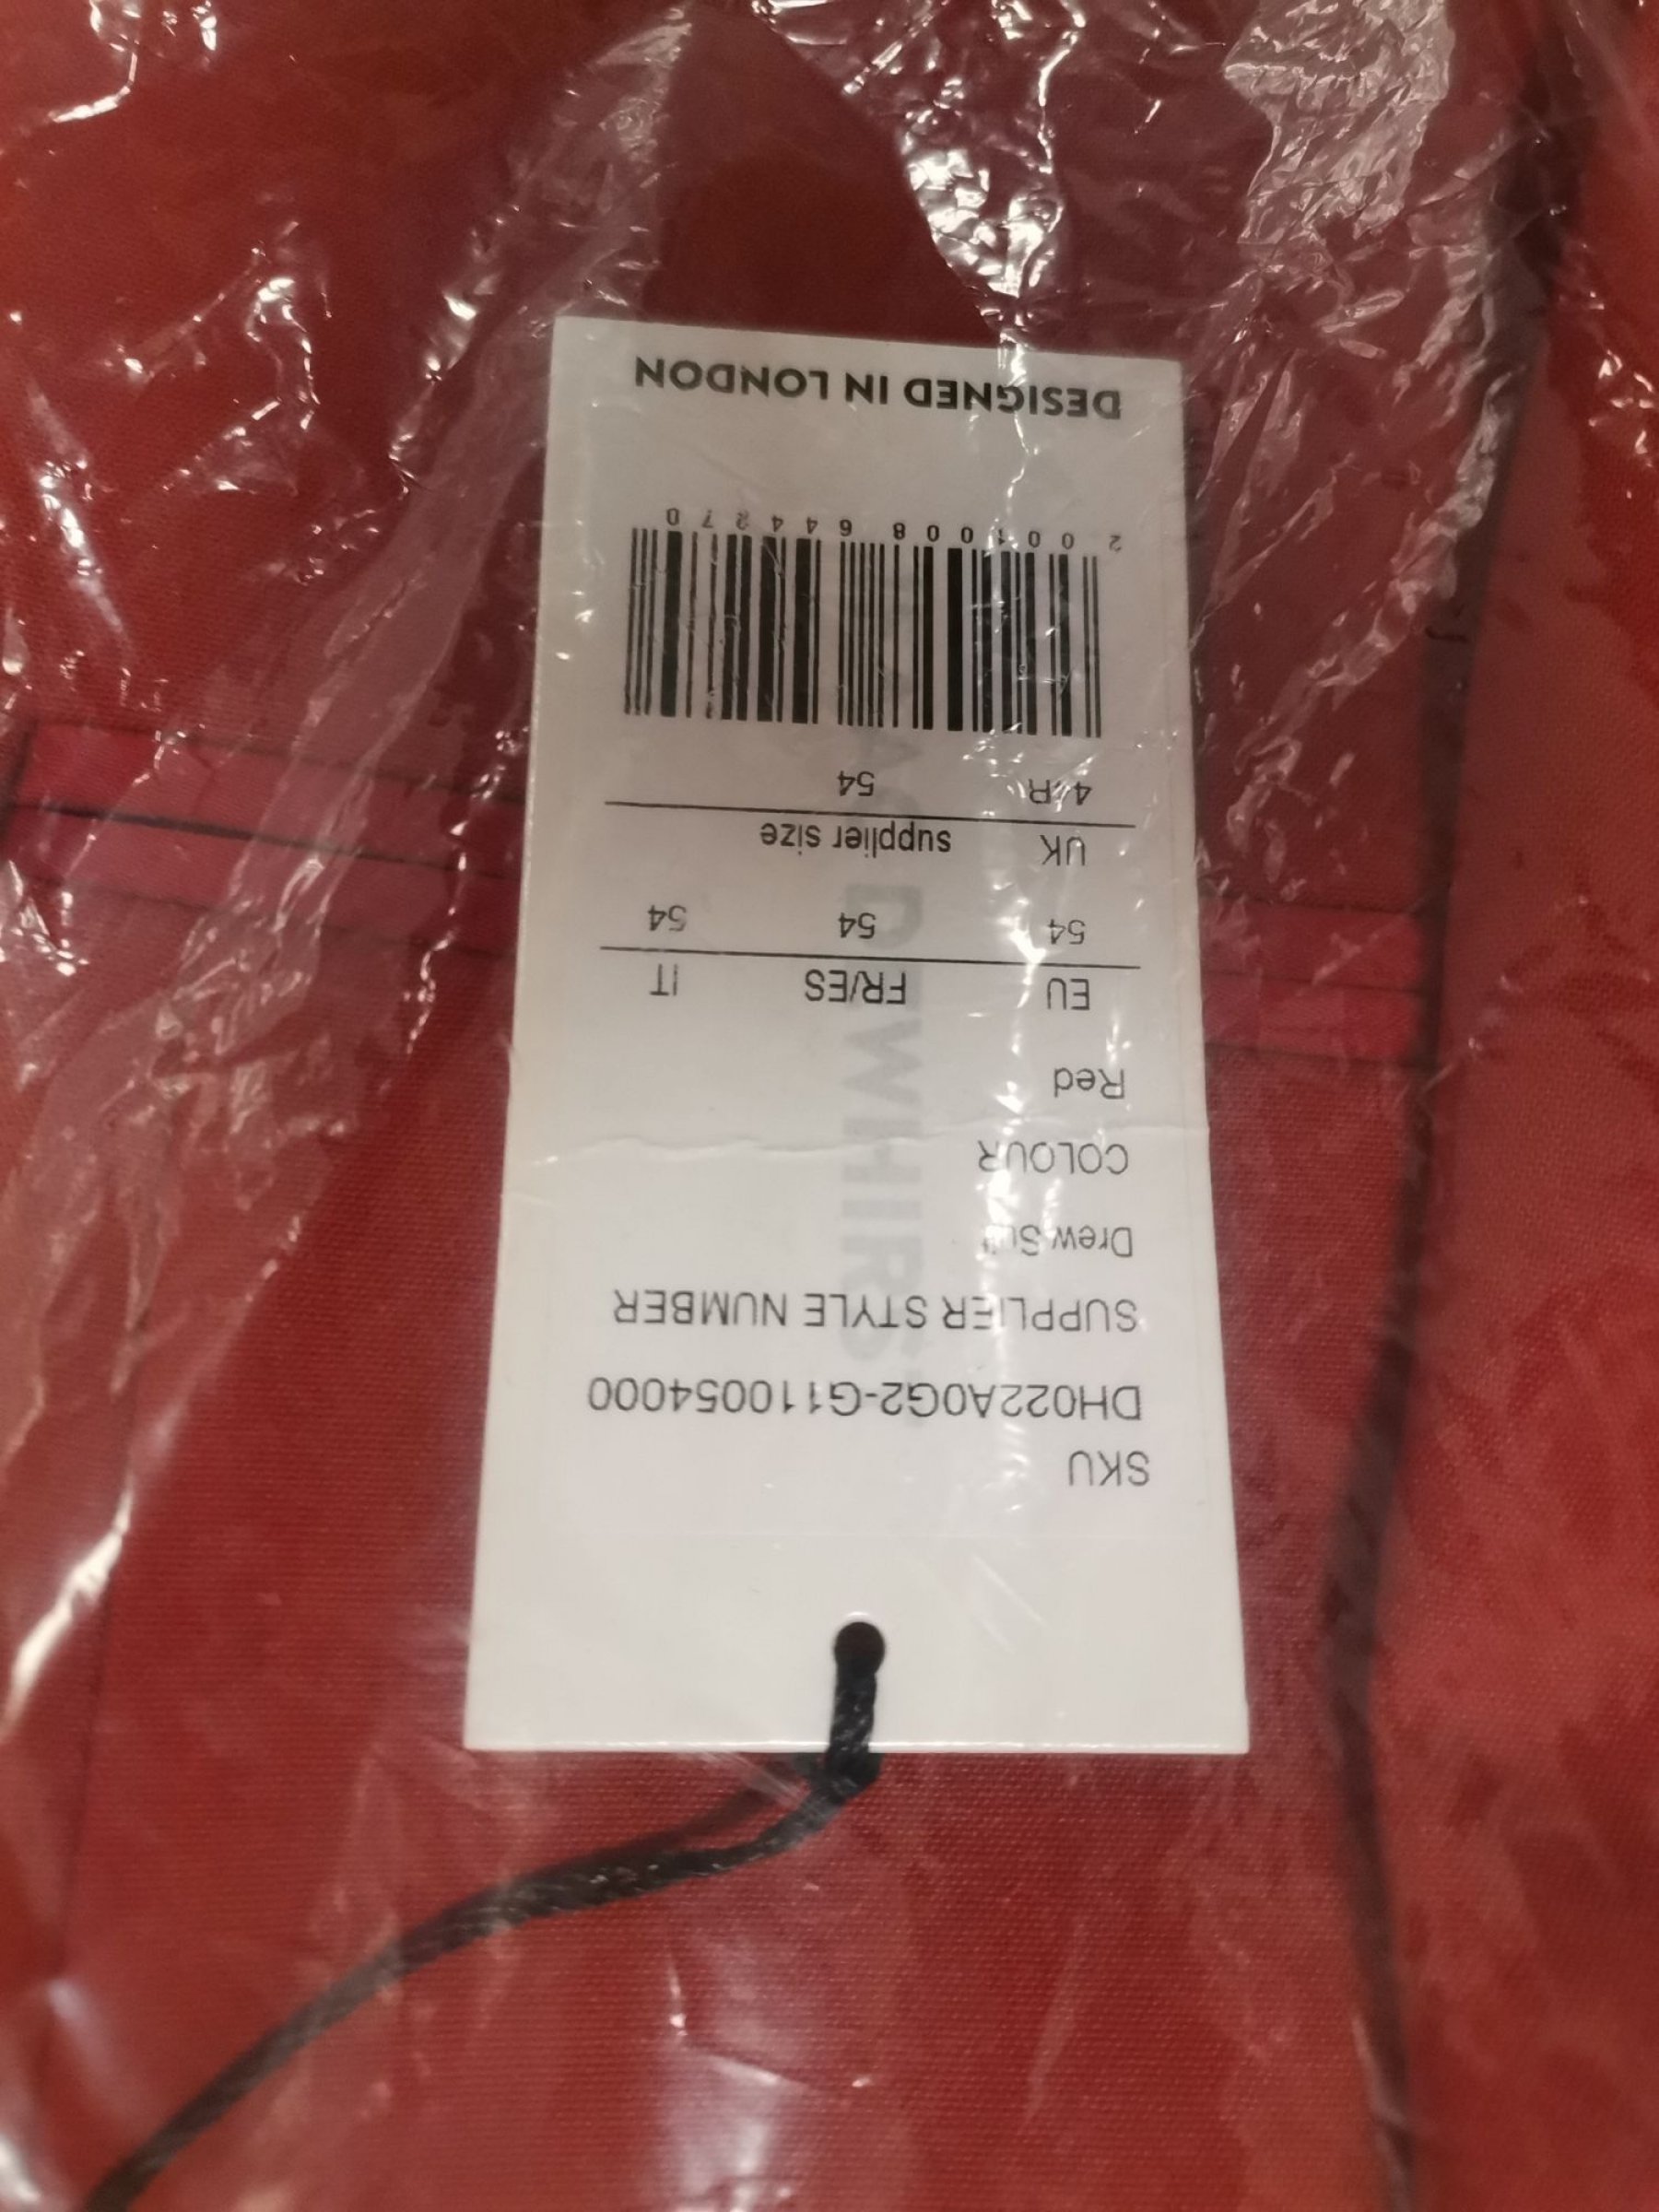 SKU
DH022A0G2-G110054000
SUPPLIER STYLE NUMBER
Drew Suit
COLOUR
Red
EU FR/ES IT
54 54 54
UK supplier size
44R 54
2 001008 644270
DESIGNED IN LONDON